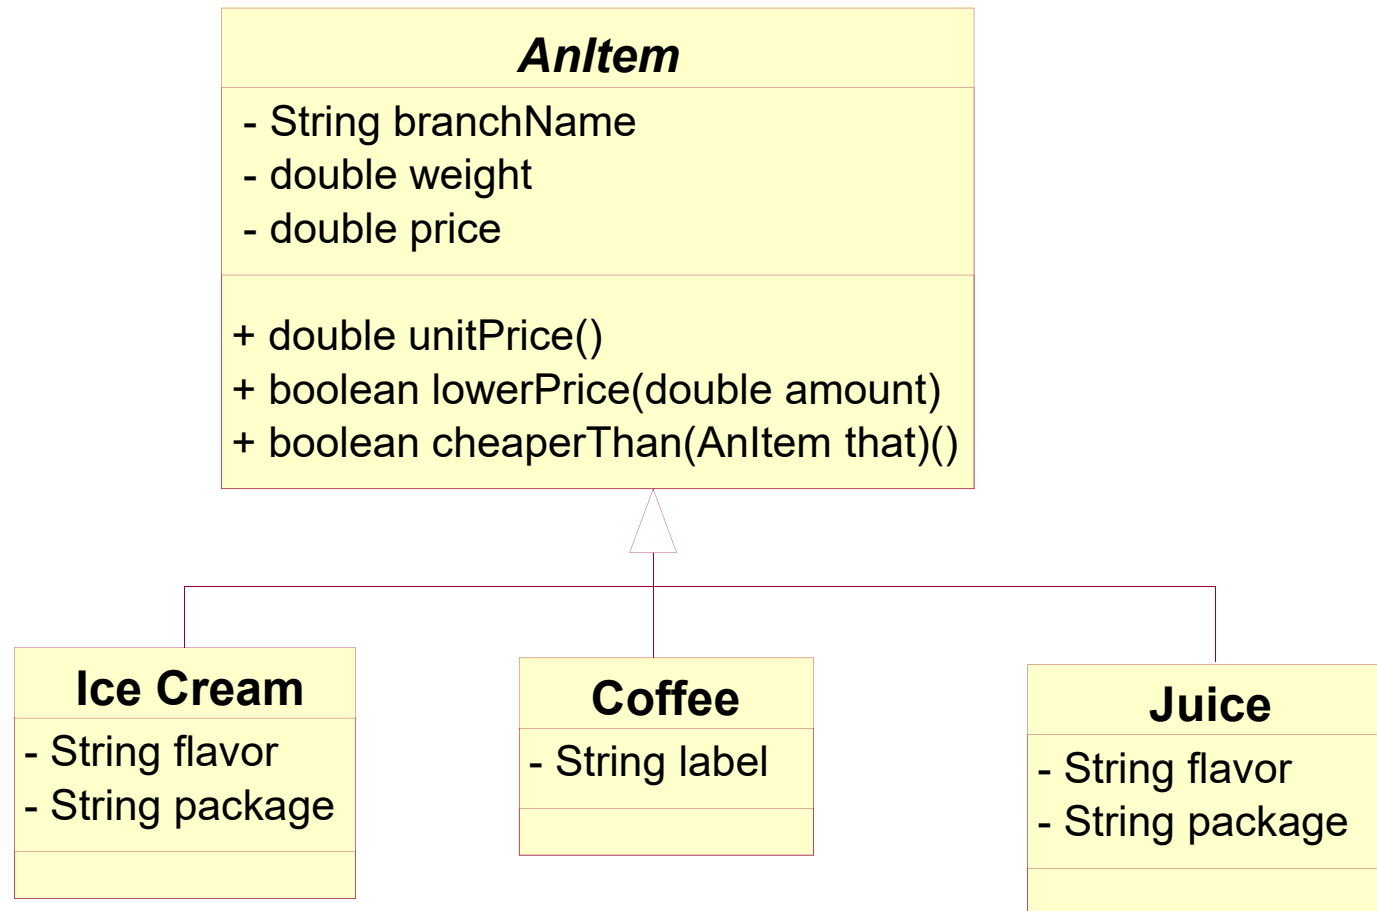 AnItem
- String branchName
- double weight
- double price
+ double unitPrice()
+ boolean lowerPrice(double amount)
+ boolean cheaperThan(AnItem that)()
Ice Cream
- String flavor
- String package
Coffee
- String label
Juice
- String flavor
- String package